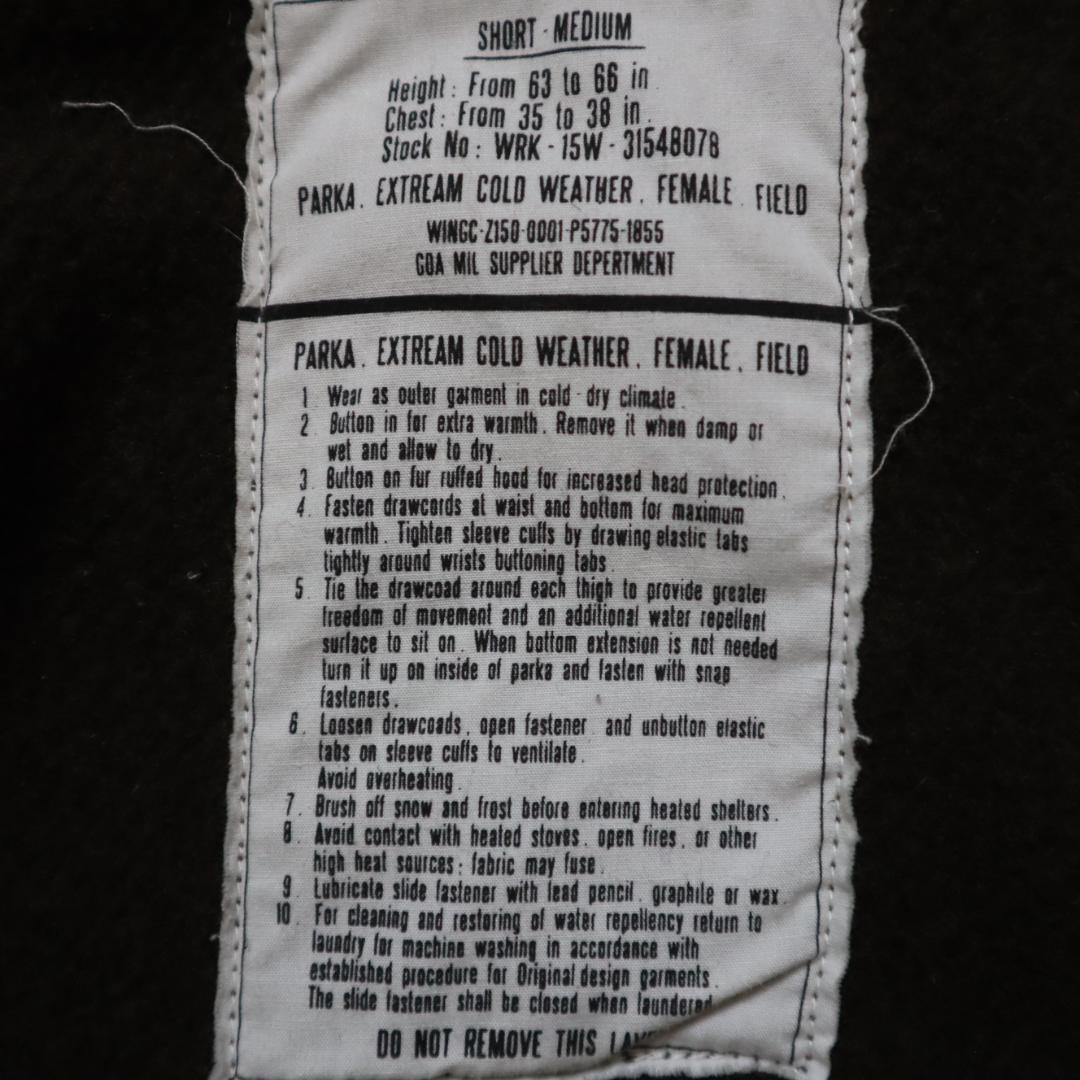 SHORT - MEDIUM
Height : From 63 to 66 in .
Chest : From 35 to 38 in .
Stock No : WRK - 15W - 31548078
PARKA . EXTREAM COLD WEATHER . FEMALE . FIELD
WINGC-Z150-0001-P5775-1855
GOA MIL SUPPLIER DEPERTMENT
PARKA . EXTREAM COLD WEATHER . FEMALE . FIELD
1 Wear as outer garment in cold - dry climate .
2 . Button in for extra warmth . Remove it when damp or
wet and allow to dry .
3 . Button on fur ruffed hood for increased head protection .
4 . Fasten drawcords at waist and bottom for maximum
warmth . Tighten sleeve cuffs by drawing elastic tabs
tightly around wrists buttoning tabs .
5 . Tie the drawcoad around each thigh to provide greater
freedom of movement and an additional water repellent
surface to sit on . When bottom extension is not needed
turn it up on inside of parka and fasten with snap
fasteners .
6 . Loosen drawcoads , open fastener and unbutton elastic
tabs on sleeve cuffs to ventilate .
Avoid overheating .
7 . Brush off snow and frost before entering heated shelters .
8 . Avoid contact with heated stoves , open fires , or other
high heat sources ; fabric may fuse .
9 . Lubricate slide fastener with lead pencil , graphite or wax .
10 . For cleaning and restoring of water repellency return to
laundry for machine washing in accordance with
established procedure for Original design garments .
The slide fastener shall be closed when laundered
DO NOT REMOVE THIS